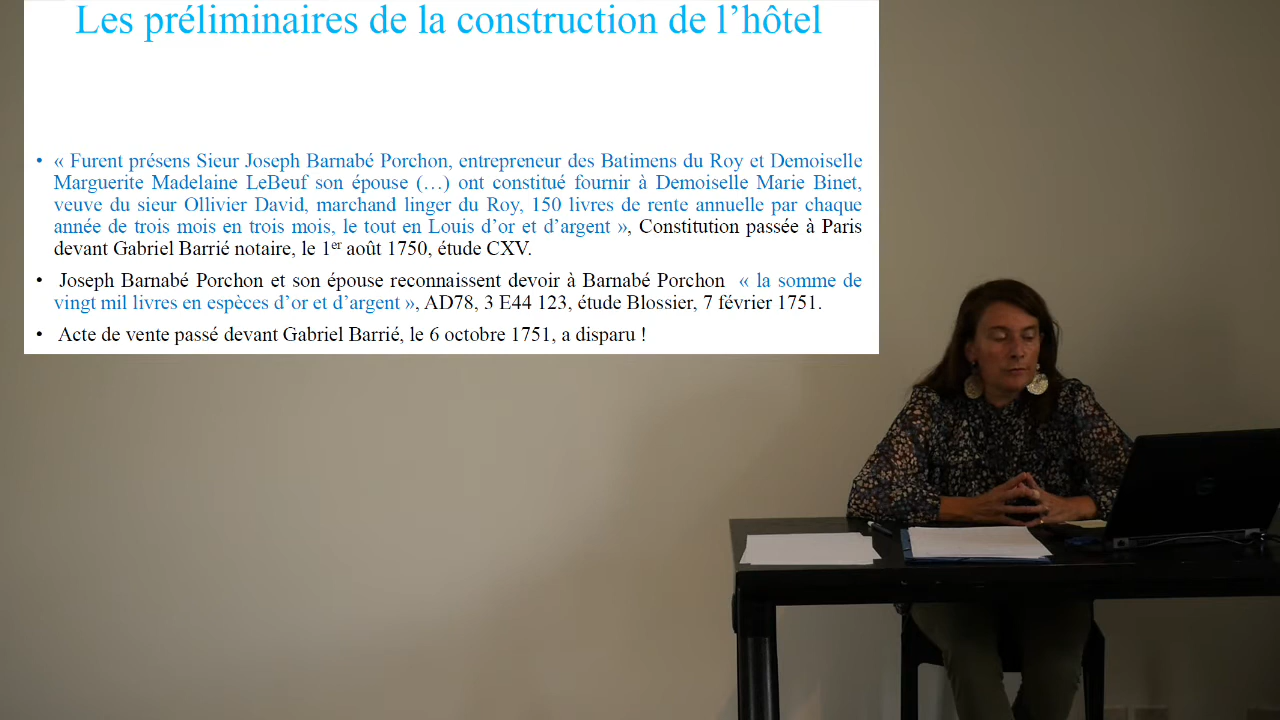 Les préliminaires de la construction de l’hôtel
• « Furent présens Sieur Joseph Barnabé Porchon, entrepreneur des Batimens du Roy et Demoiselle
Marguerite Madelaine LeBeuf son épouse (…) ont constitué fournir à Demoiselle Marie Binet,
veuve du sieur Ollivier David, marchand linger du Roy, 150 livres de rente annuelle par chaque
année de trois mois en trois mois, le tout en Louis d’or et d’argent », Constitution passée à Paris
devant Gabriel Barrié notaire, le 1er août 1750, étude CXV.
• Joseph Barnabé Porchon et son épouse reconnaissent devoir à Barnabé Porchon « la somme de
vingt mil livres en espèces d’or et d’argent », AD78, 3 E44 123, étude Blossier, 7 février 1751.
• Acte de vente passé devant Gabriel Barrié, le 6 octobre 1751, a disparu !